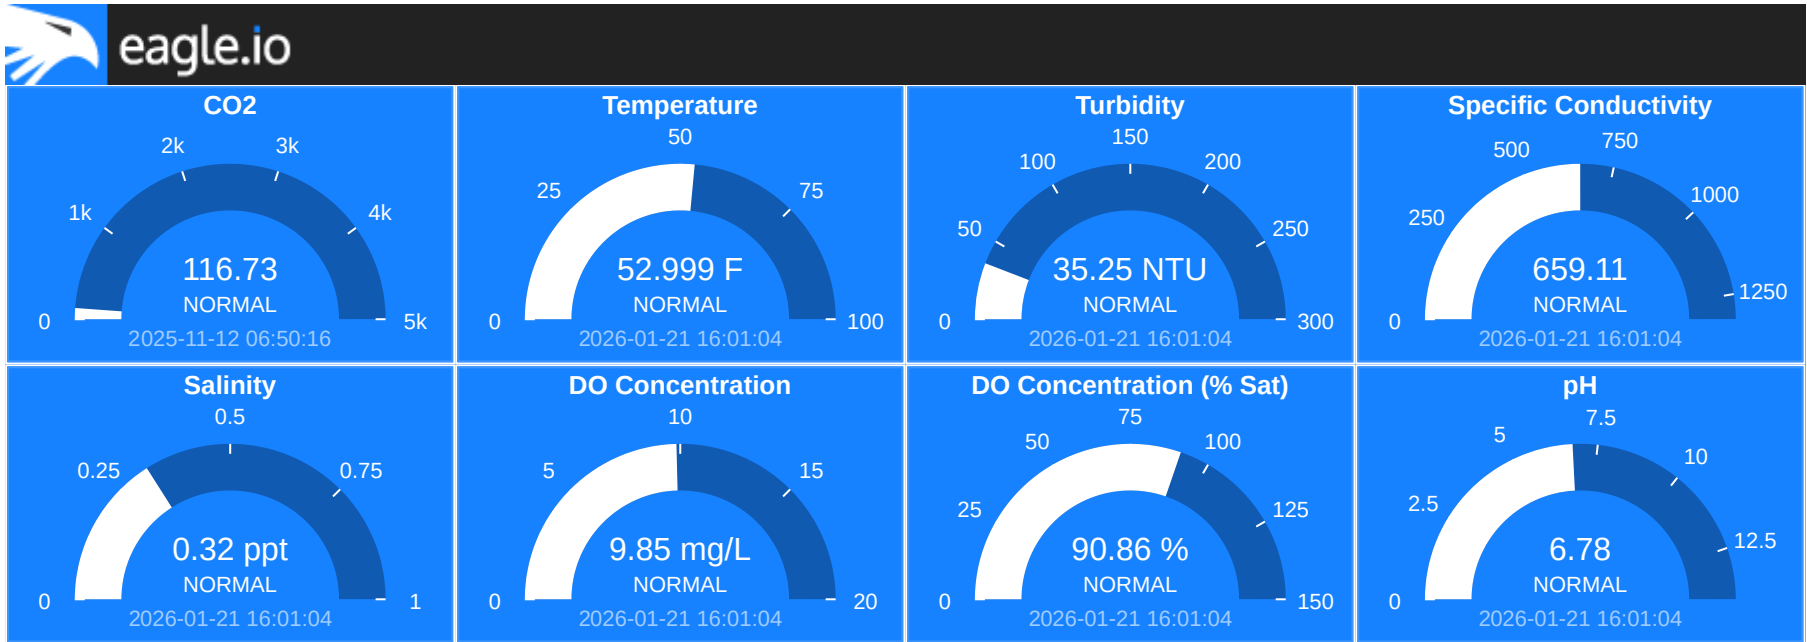 eagle.io
CO2
0
1k
2k
3k
4k
5k
116.73
NORMAL
2025-11-12 06:50:16
Temperature
0
25
50
75
100
52.999 F
NORMAL
2026-01-21 16:01:04
Turbidity
0
50
100
150
200
250
300
35.25 NTU
NORMAL
2026-01-21 16:01:04
Specific Conductivity
0
250
500
750
1000
1250
659.11
NORMAL
2026-01-21 16:01:04
Salinity
0
0.25
0.5
0.75
1
0.32 ppt
NORMAL
2026-01-21 16:01:04
DO Concentration
0
5
10
15
20
9.85 mg/L
NORMAL
2026-01-21 16:01:04
DO Concentration (% Sat)
0
25
50
75
100
125
150
90.86 %
NORMAL
2026-01-21 16:01:04
pH
0
2.5
5
7.5
10
12.5
6.78
NORMAL
2026-01-21 16:01:04